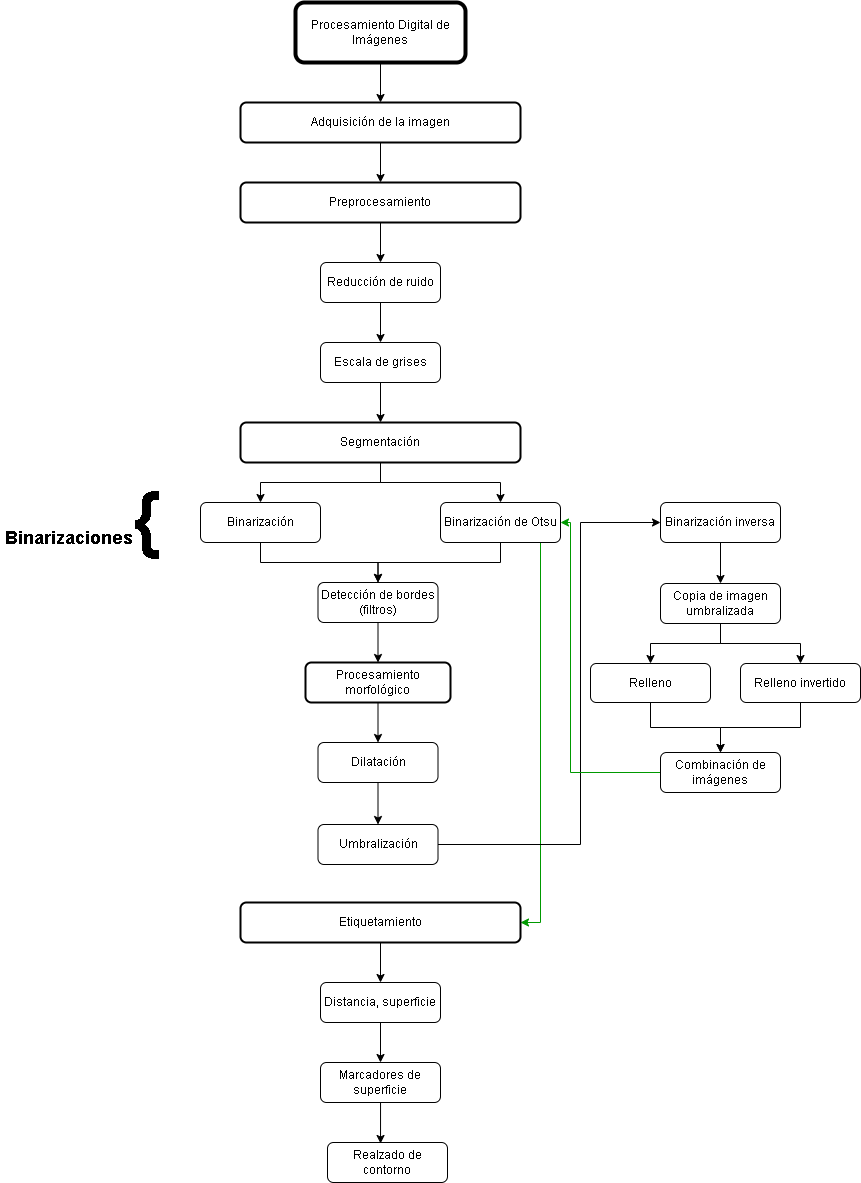 Procesamiento Digital de
Imágenes
Adquisición de la imagen
Preprocesamiento
Reducción de ruido
Escala de grises
Segmentación
Binarizaciones
{
Binarización
Binarización de Otsu
Binarización inversa
Detección de bordes
(filtros)
Copia de imagen
umbralizada
Procesamiento
morfológico
Relleno
Relleno invertido
Dilatación
Combinación de
imágenes
Umbralización
Etiquetamiento
Distancia, superficie
Marcadores de
superficie
Realzado de
contorno